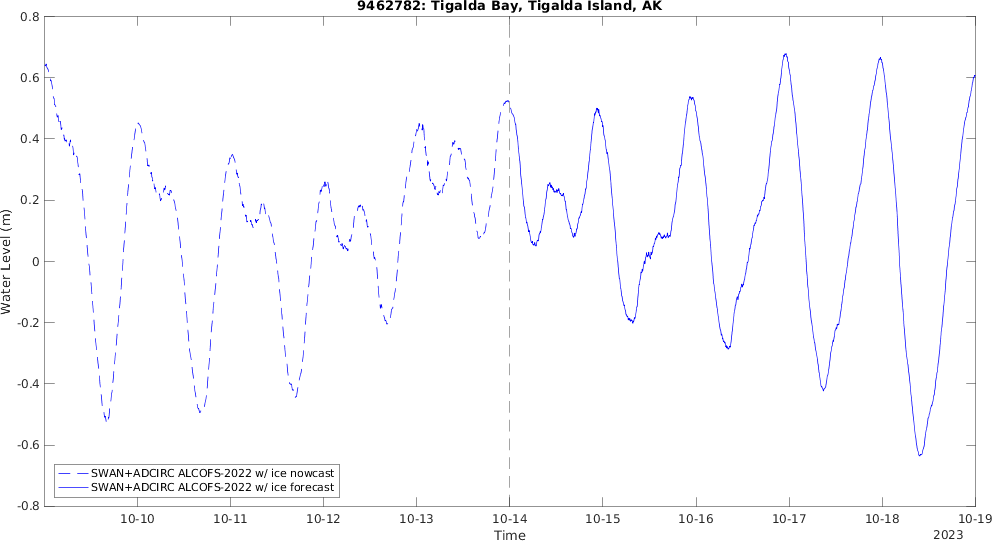 9462782: Tigalda Bay, Tigalda Island, AK
Water Level (m)
0.8
0.6
0.4
0.2
0
-0.2
-0.4
-0.6
-0.8
SWAN+ADCIRC ALCOFS-2022 w/ ice nowcast
SWAN+ADCIRC ALCOFS-2022 w/ ice forecast
10-10 10-11 10-12 10-13 10-14 10-15 10-16 10-17 10-18 10-19
Time
2023